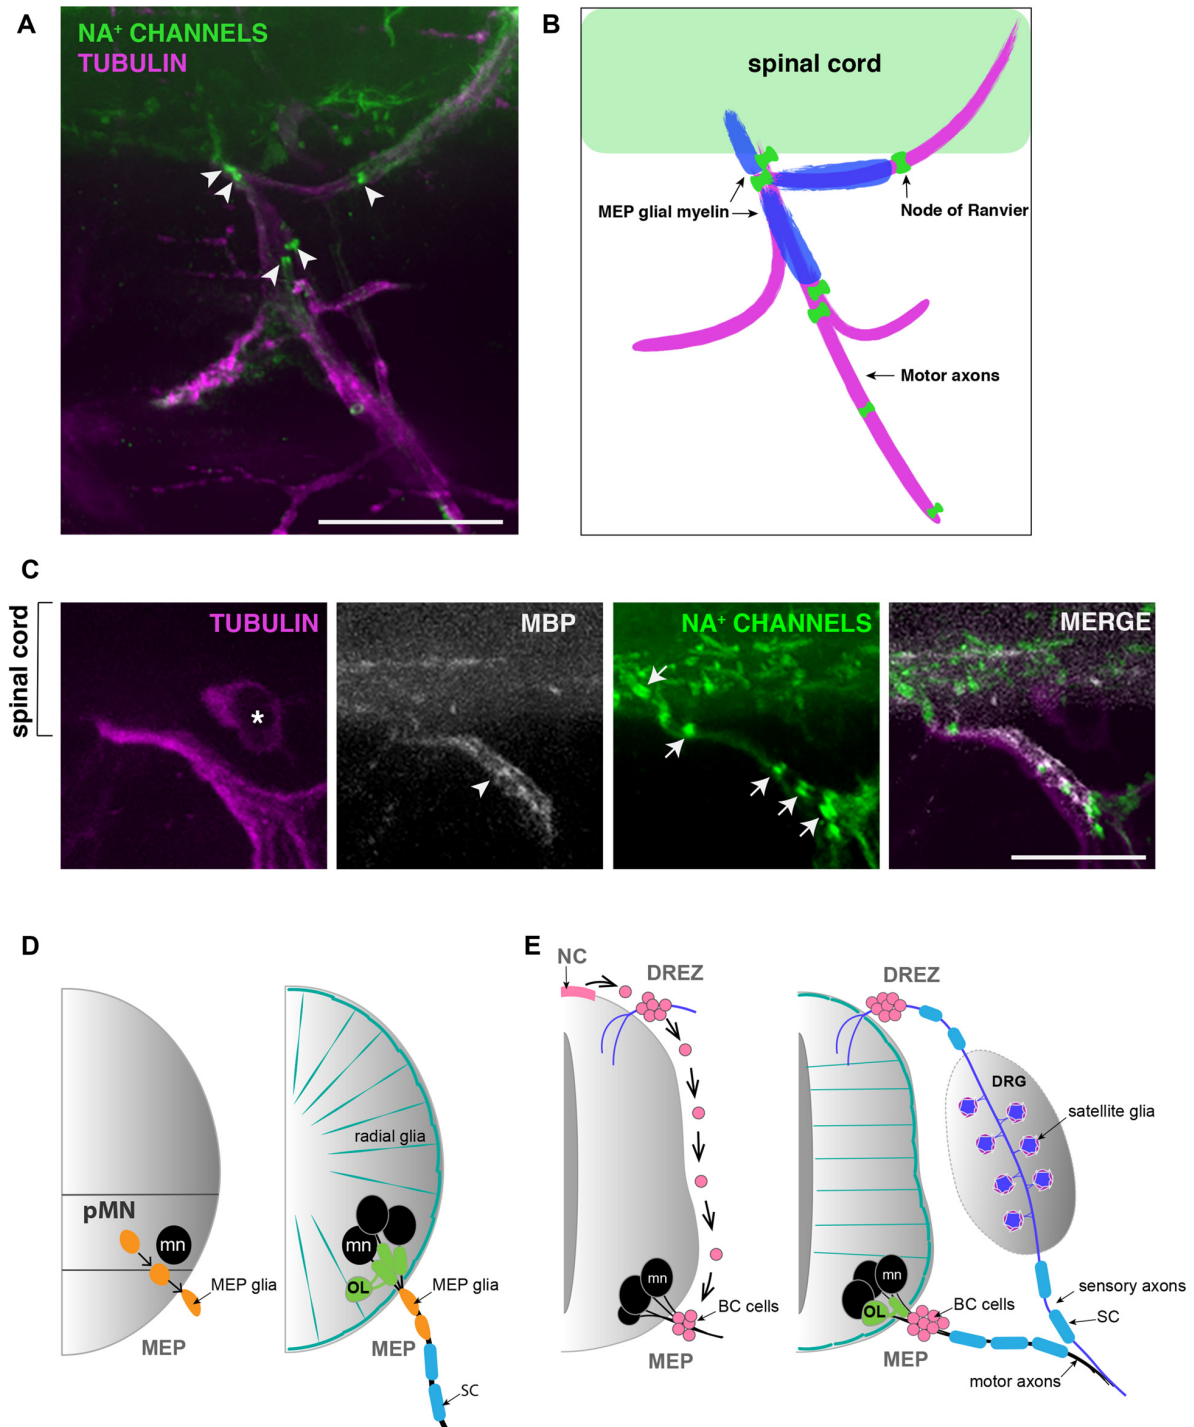 A
NA⁺ CHANNELS
TUBULIN
B
spinal cord
MEP glial myelin
Node of Ranvier
Motor axons
C
spinal cord
TUBULIN
*
MBP
NA⁺ CHANNELS
MERGE
D
pMN
mn
MEP glia
MEP
radial glia
mn
OL
MEP glia
MEP
SC
E
NC
DREZ
mn
BC cells
MEP
DREZ
DRG
satellite glia
mn
OL
BC cells
MEP
sensory axons
SC
motor axons